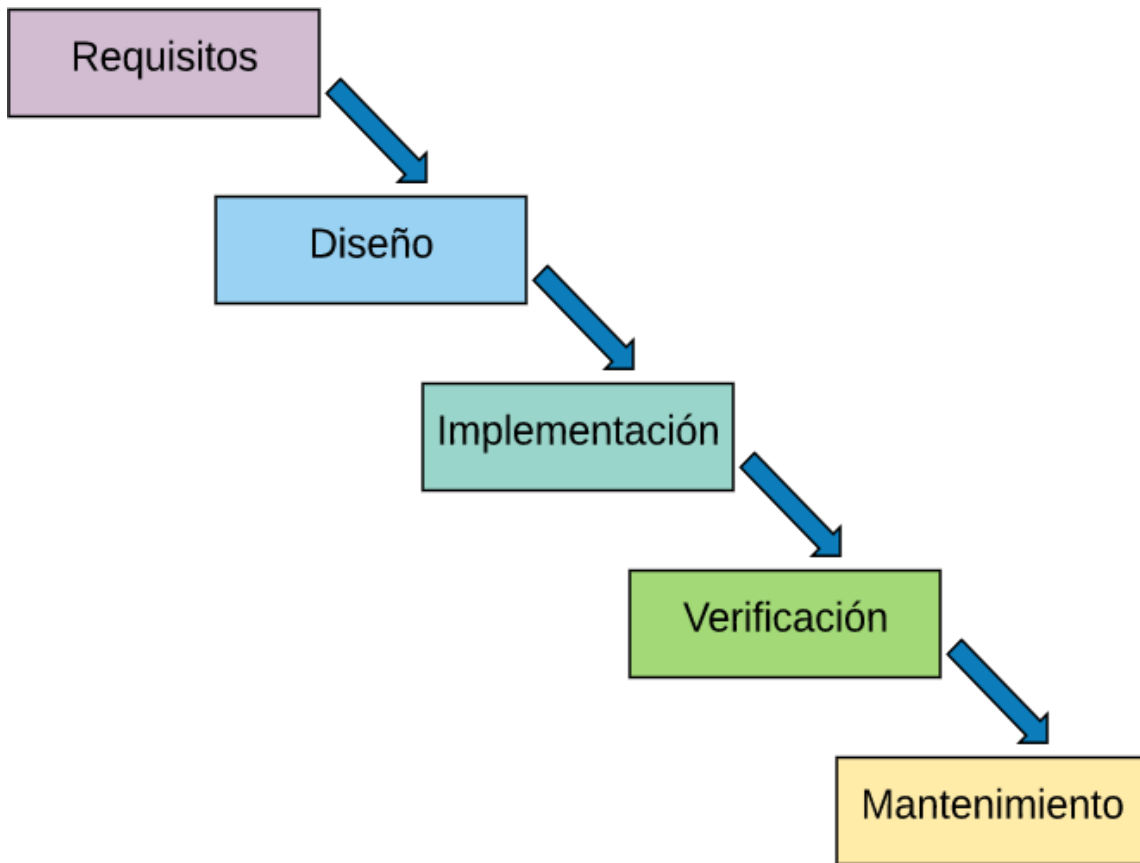 Requisitos
Diseño
Implementación
Verificación
Mantenimiento